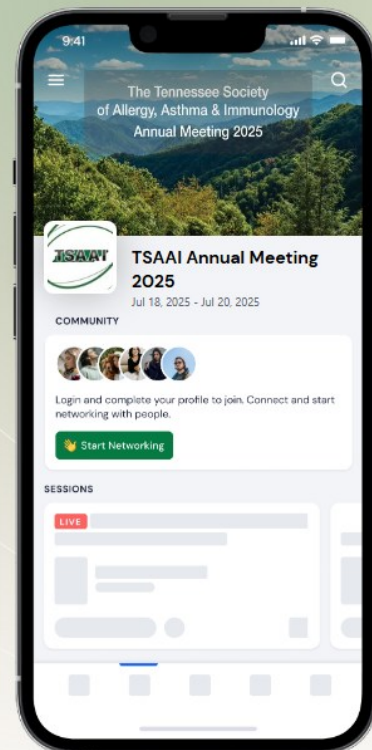 9:41
The Tennessee Society
of Allergy, Asthma & Immunology
Annual Meeting 2025
TSAAI
TSAAI Annual Meeting
2025
Jul 18, 2025 - Jul 20, 2025
COMMUNITY
Login and complete your profile to join. Connect and start
networking with people.
👋 Start Networking
SESSIONS
LIVE